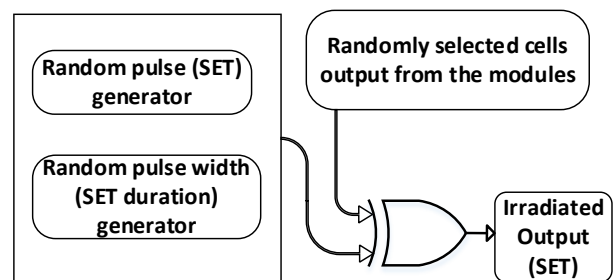 Random pulse (SET)
generator
Random pulse width
(SET duration)
generator
Randomly selected cells
output from the modules
Irradiated
Output
(SET)